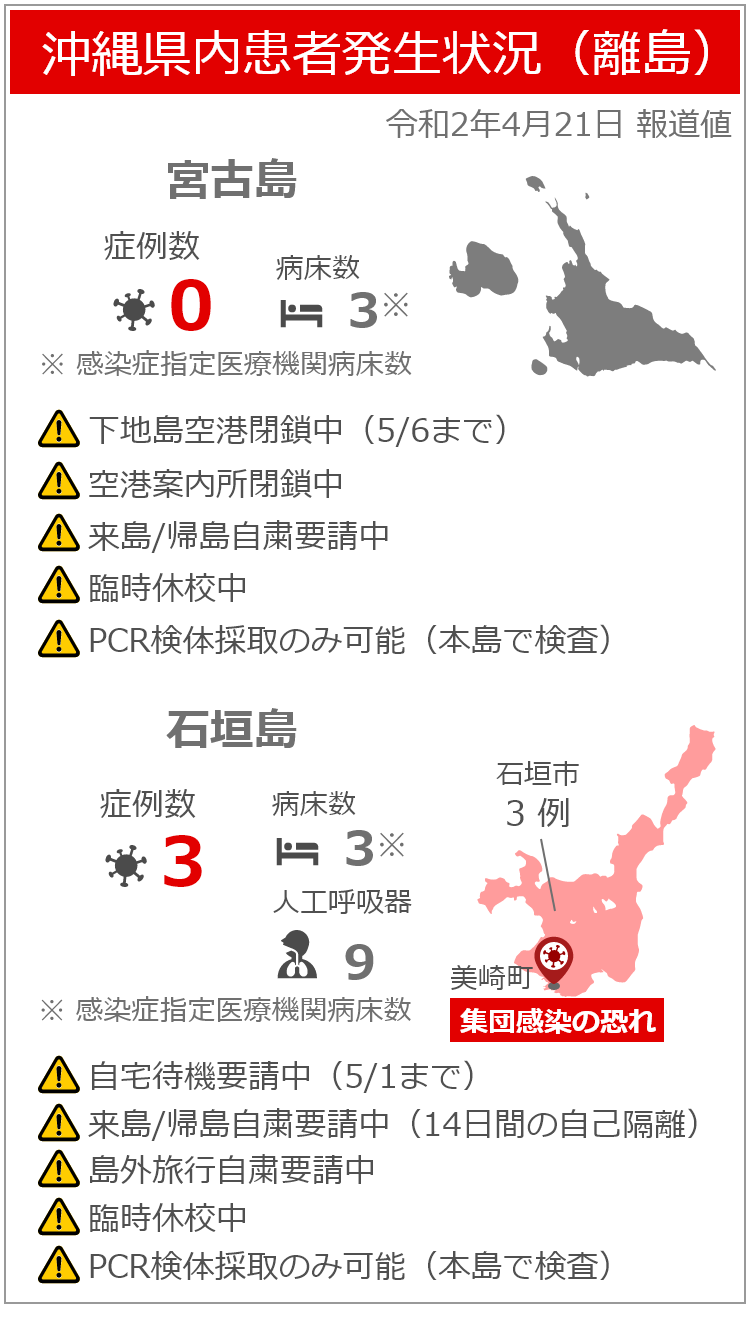 沖縄県内患者発生状況（離島）
令和2年4月21日 報道値
宮古島
症例数
0
病床数
3※
※ 感染症指定医療機関病床数
下地島空港閉鎖中（5/6まで）
空港案内所閉鎖中
来島/帰島自粛要請中
臨時休校中
PCR検体採取のみ可能（本島で検査）
石垣島
症例数
3
病床数
3※
人工呼吸器
9
※ 感染症指定医療機関病床数
石垣市
3 例
美崎町
集団感染の恐れ
自宅待機要請中（5/1まで）
来島/帰島自粛要請中（14日間の自己隔離）
島外旅行自粛要請中
臨時休校中
PCR検体採取のみ可能（本島で検査）